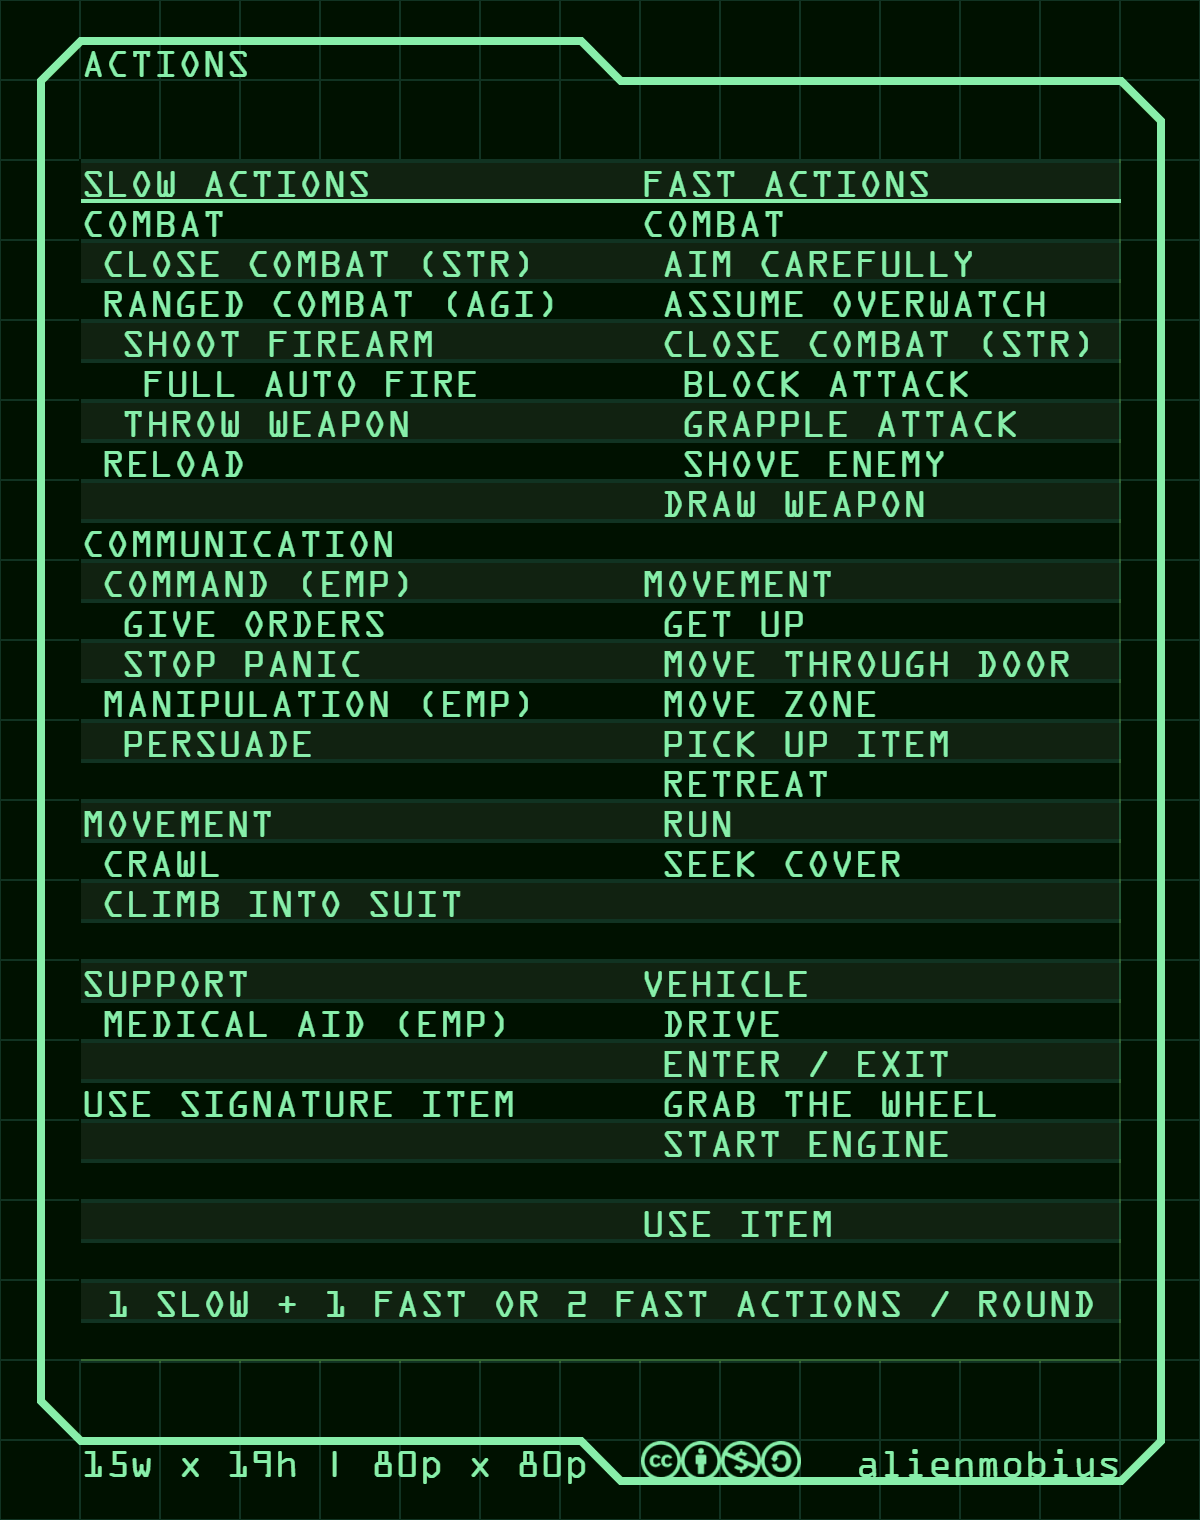 ACTIONS
SLOW ACTIONS
COMBAT
CLOSE COMBAT (STR)
RANGED COMBAT (AGI)
SHOOT FIREARM
FULL AUTO FIRE
THROW WEAPON
RELOAD
COMMUNICATION
COMMAND (EMP)
GIVE ORDERS
STOP PANIC
MANIPULATION (EMP)
PERSUADE
MOVEMENT
CRAWL
CLIMB INTO SUIT
SUPPORT
MEDICAL AID (EMP)
USE SIGNATURE ITEM
FAST ACTIONS
COMBAT
AIM CAREFULLY
ASSUME OVERWATCH
CLOSE COMBAT (STR)
BLOCK ATTACK
GRAPPLE ATTACK
SHOVE ENEMY
DRAW WEAPON
MOVEMENT
GET UP
MOVE THROUGH DOOR
MOVE ZONE
PICK UP ITEM
RETREAT
RUN
SEEK COVER
VEHICLE
DRIVE
ENTER / EXIT
GRAB THE WHEEL
START ENGINE
USE ITEM
1 SLOW + 1 FAST OR 2 FAST ACTIONS / ROUND
15w x 19h | 80p x 80p
cc
alienmobius